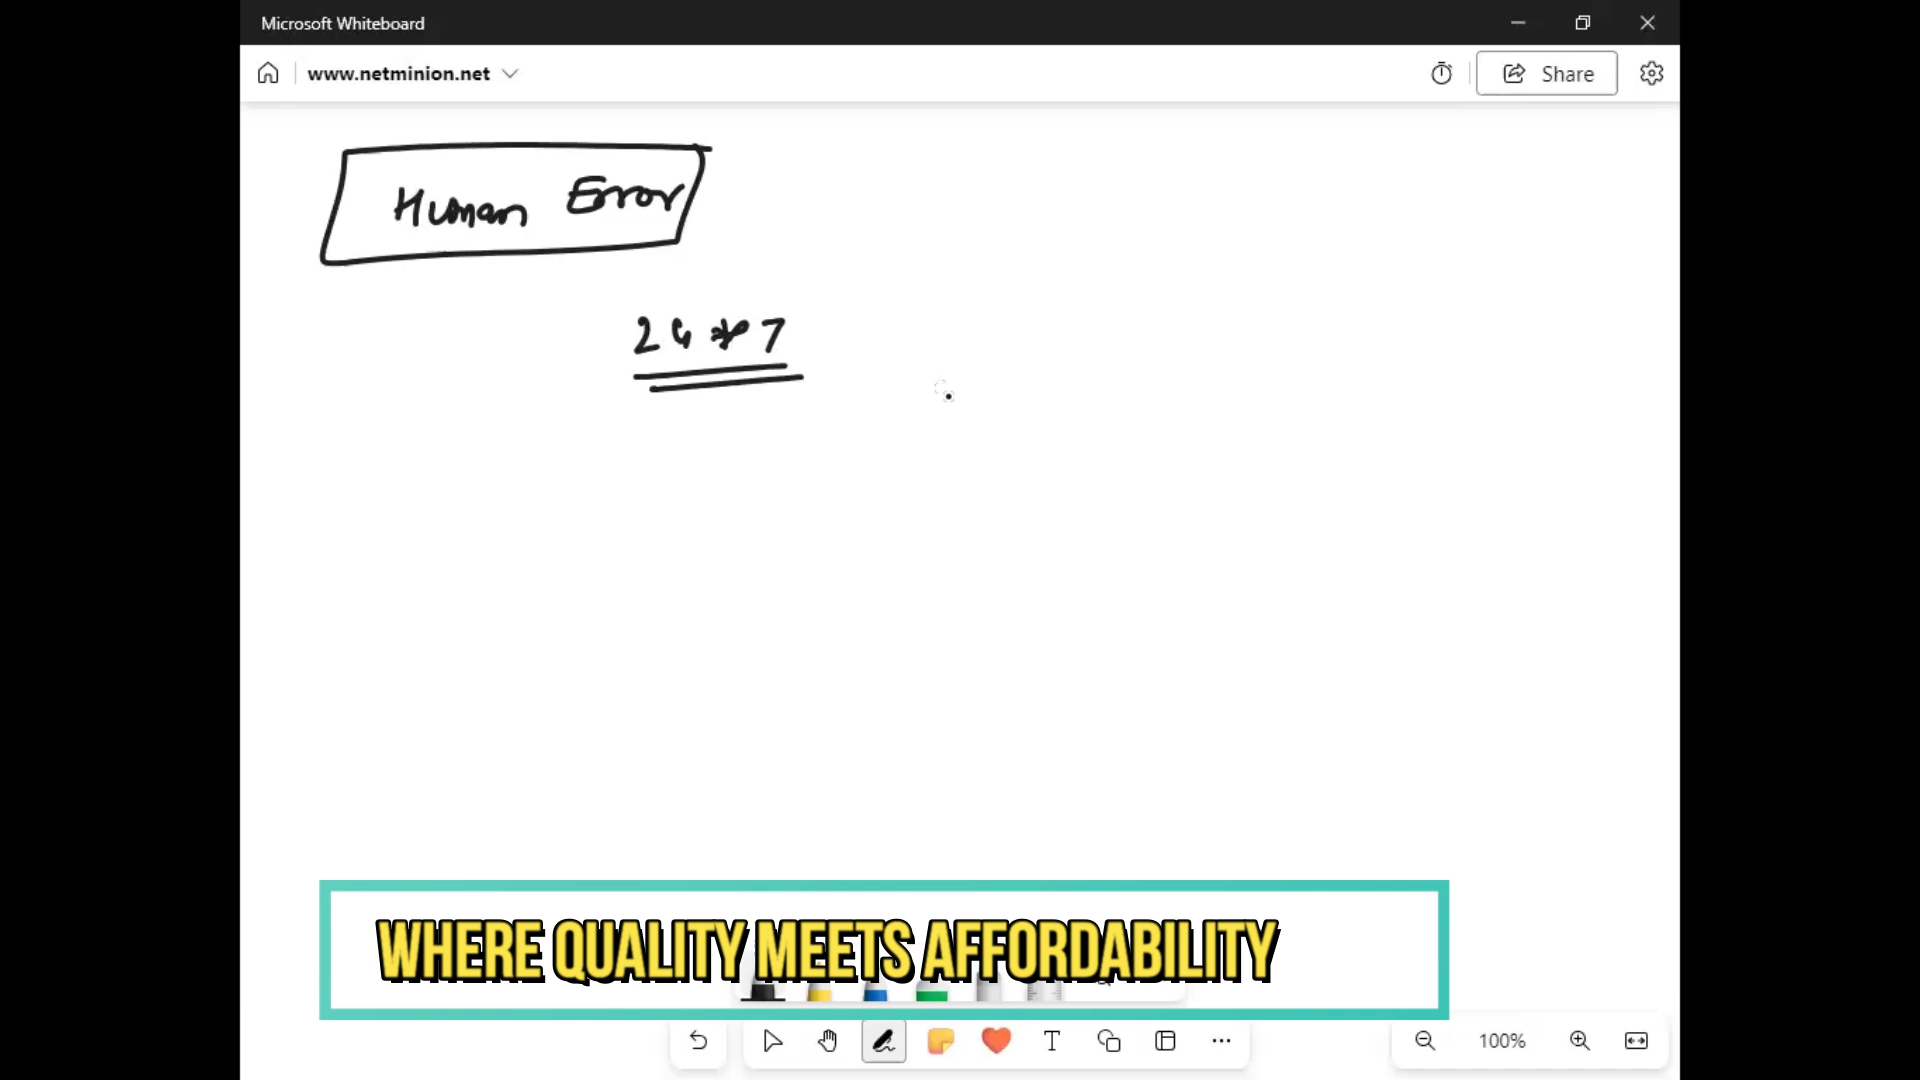 Microsoft Whiteboard
www.netminion.net
Share
Human Error
24*7
WHERE QUALITY MEETS AFFORDABILITY
T
100%